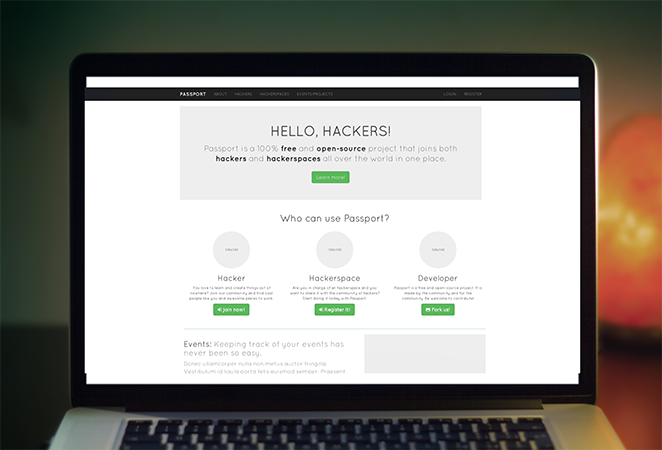 PASSPORT ABOUT HACKERS HACKERSPACES EVENTS/PROJECTS LOGIN REGISTER
HELLO, HACKERS!
Passport is a 100% free and open-source project that joins both
hackers and hackerspaces all over the world in one place.
Learn More!
Who can use Passport?
Hacker
You love to learn and create things out of
nowhere? Join our community and find cool
people like you and awesome places to work.
Join now!
Hackerspace
Are you in charge of an Hackerspace and you
want to share it with the community of hackers?
Start doing it today with Passport.
Register it!
Developer
Passport is a free and open-source project. It is
made by the community and for the
community. Be welcome to contribute!
Fork us!
Events: Keeping track of your events has
never been so easy.
Donec ullamcorper nulla non metus auctor fringilla.
Vestibulum id ligula porta felis euismod semper. Praesent